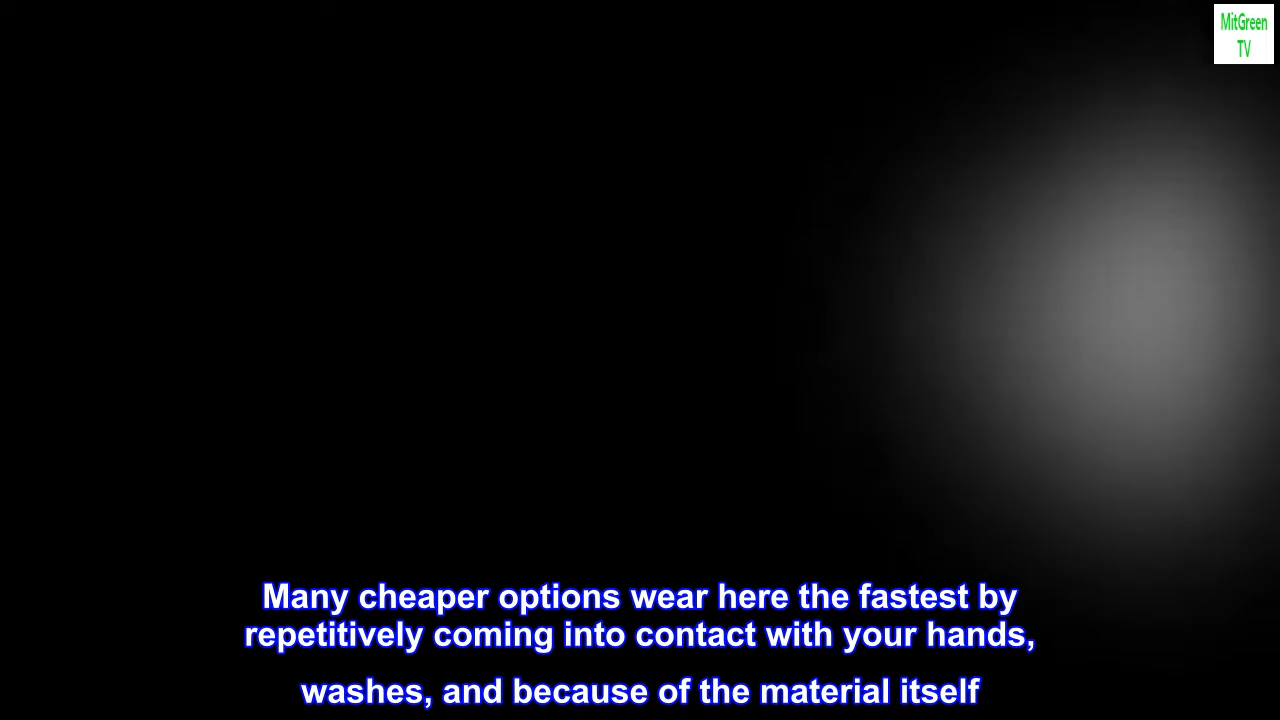 MitGreen
TV
Many cheaper options wear here the fastest by
repetitively coming into contact with your hands,
washes, and because of the material itself